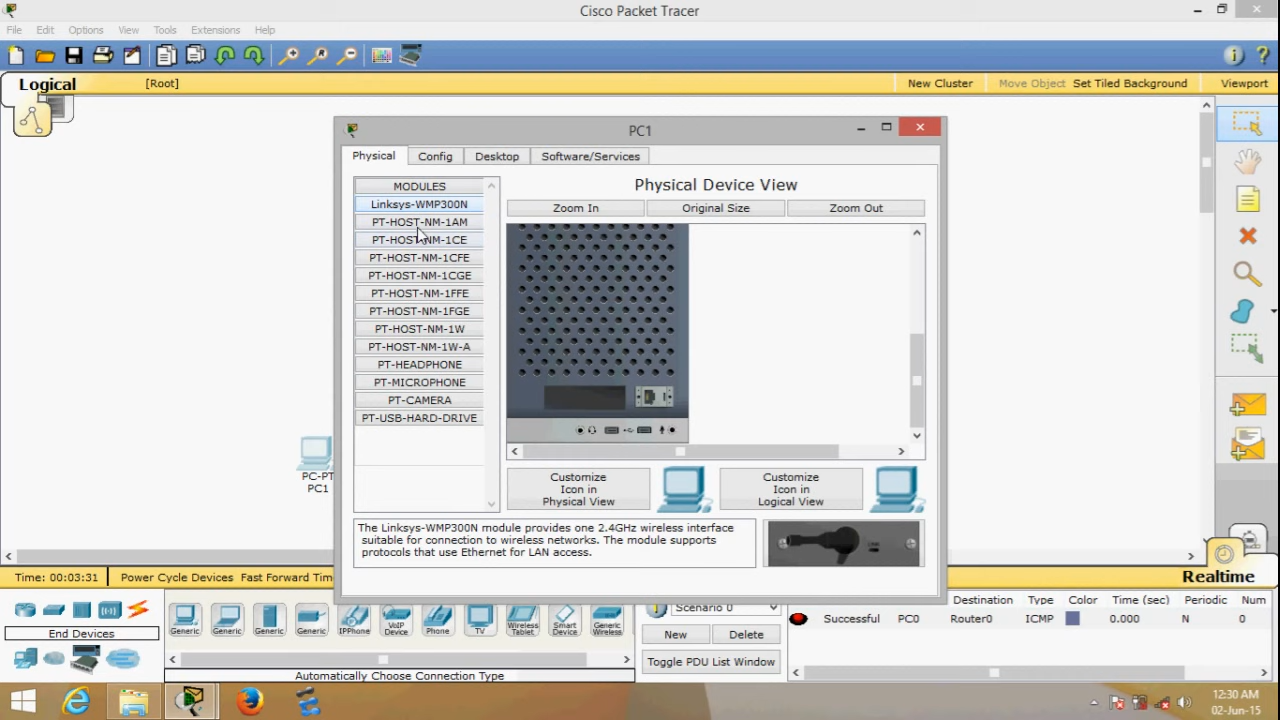 Cisco Packet Tracer
File Edit Options View Tools Extensions Help
Logical [Root] New Cluster Move Object Set Tiled Background Viewport
PC1
Physical Config Desktop Software/Services
MODULES
Linksys-WMP300N
PT-HOST-NM-1AM
PT-HOST-NM-1CE
PT-HOST-NM-1CFE
PT-HOST-NM-1CGE
PT-HOST-NM-1FFE
PT-HOST-NM-1FGE
PT-HOST-NM-1W
PT-HOST-NM-1W-A
PT-HEADPHONE
PT-MICROPHONE
PT-CAMERA
PT-USB-HARD-DRIVE
Physical Device View
Zoom In Original Size Zoom Out
Customize
Icon in
Physical View
Customize
Icon in
Logical View
The Linksys-WMP300N module provides one 2.4GHz wireless interface
suitable for connection to wireless networks. The module supports
protocols that use Ethernet for LAN access.
PC-PT
PC1
Time: 00:03:31 Power Cycle Devices Fast Forward Tim
Realtime
End Devices
Generic Generic Generic Generic IPPhone VoIP Device Phone TV Wireless Tablet Smart Device Generic Wireless
Automatically Choose Connection Type
Scenario 0
New Delete
Toggle PDU List Window
Destination Type Color Time (sec) Periodic Num
Successful PC0 Router0 ICMP 0.000 N 0
12:30 AM
02-Jun-15